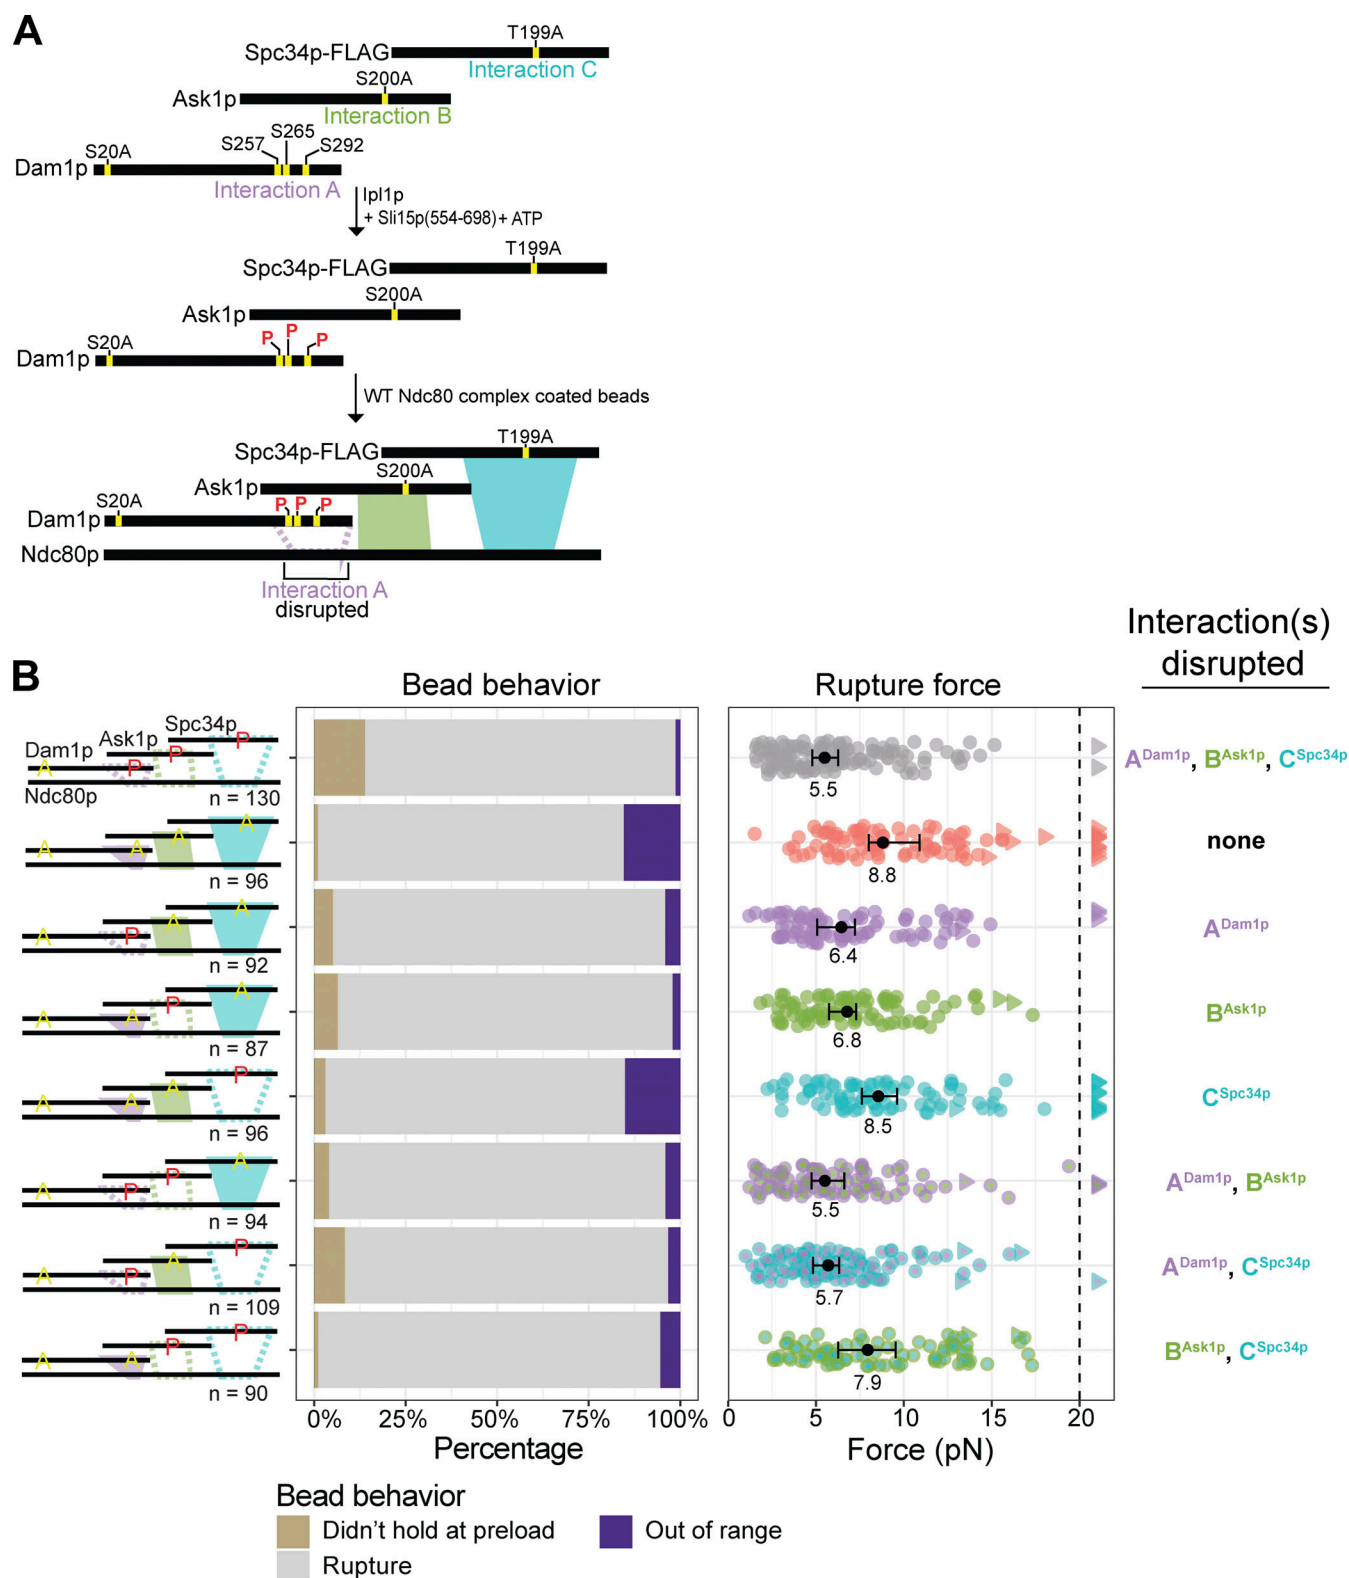 A
T199A
Spc34p-FLAG
Interaction C
S200A
Ask1p
Interaction B
S265
S257 S292
S20A
Dam1p
Interaction A
Ipl1p
+ Sli15p(554-698)+ ATP
T199A
Spc34p-FLAG
S200A
Ask1p
P P P
S20A
Dam1p
WT Ndc80 complex coated beads
T199A
Spc34p-FLAG
S200A
Ask1p
P P P
S20A
Dam1p
Ndc80p
Interaction A
disrupted
Interaction(s)
disrupted
B
Bead behavior
Rupture force
Spc34p
Ask1p
Dam1p
P
P
A P
Ndc80p
n = 130
5.5
A^Dam1p, B^Ask1p, C^Spc34p
A
A
A A
n = 96
8.8
none
A
A
A P
n = 92
6.4
A^Dam1p
A
P
A A
n = 87
6.8
B^Ask1p
P
A
A A
n = 96
8.5
C^Spc34p
A
P
A P
n = 94
5.5
A^Dam1p, B^Ask1p
P
A
A P
n = 109
5.7
A^Dam1p, C^Spc34p
P
P
A A
n = 90
7.9
B^Ask1p, C^Spc34p
0% 25% 50% 75% 100%
Percentage
0 5 10 15 20
Force (pN)
Bead behavior
Didn't hold at preload
Out of range
Rupture